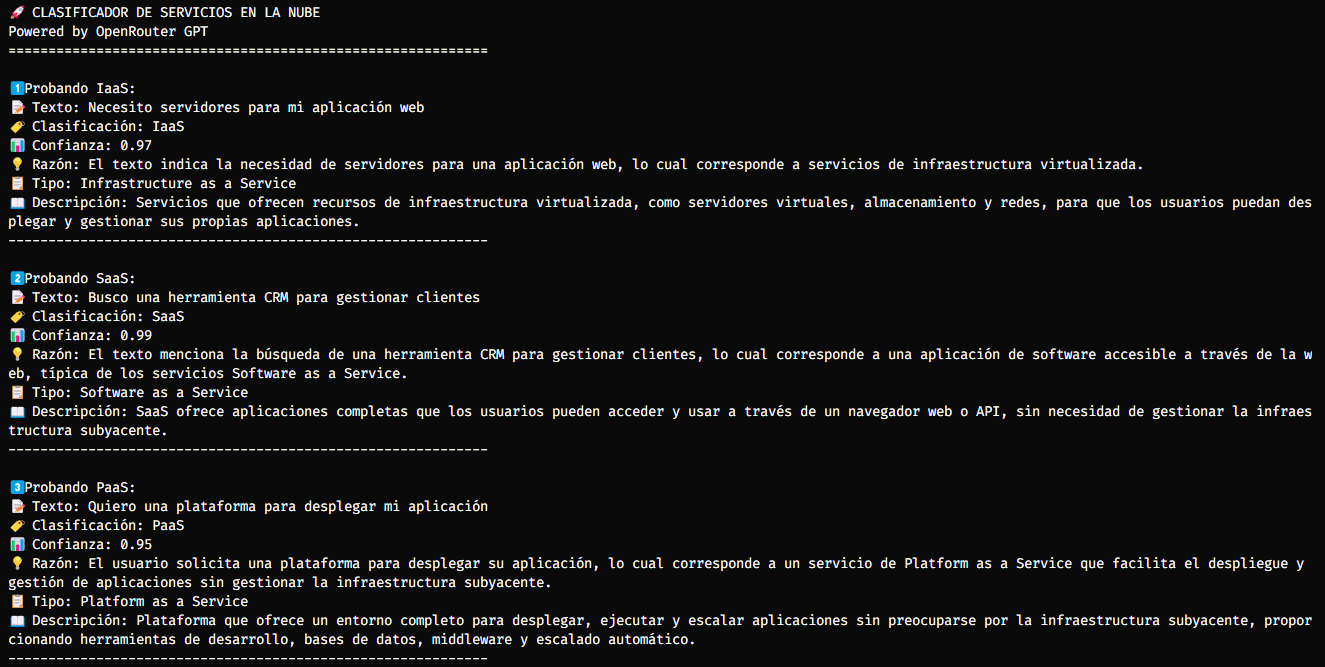 🚀 CLASIFICADOR DE SERVICIOS EN LA NUBE
Powered by OpenRouter GPT
============================================================
1️⃣Probando IaaS:
📝 Texto: Necesito servidores para mi aplicación web
🏷️ Clasificación: IaaS
📊 Confianza: 0.97
💡 Razón: El texto indica la necesidad de servidores para una aplicación web, lo cual corresponde a servicios de infraestructura virtualizada.
📋 Tipo: Infrastructure as a Service
📖 Descripción: Servicios que ofrecen recursos de infraestructura virtualizada, como servidores virtuales, almacenamiento y redes, para que los usuarios puedan des
plegar y gestionar sus propias aplicaciones.
------------------------------------------------------------
2️⃣Probando SaaS:
📝 Texto: Busco una herramienta CRM para gestionar clientes
🏷️ Clasificación: SaaS
📊 Confianza: 0.99
💡 Razón: El texto menciona la búsqueda de una herramienta CRM para gestionar clientes, lo cual corresponde a una aplicación de software accesible a través de la w
eb, típica de los servicios Software as a Service.
📋 Tipo: Software as a Service
📖 Descripción: SaaS ofrece aplicaciones completas que los usuarios pueden acceder y usar a través de un navegador web o API, sin necesidad de gestionar la infraes
tructura subyacente.
------------------------------------------------------------
3️⃣Probando PaaS:
📝 Texto: Quiero una plataforma para desplegar mi aplicación
🏷️ Clasificación: PaaS
📊 Confianza: 0.95
💡 Razón: El usuario solicita una plataforma para desplegar su aplicación, lo cual corresponde a un servicio de Platform as a Service que facilita el despliegue y
gestión de aplicaciones sin gestionar la infraestructura subyacente.
📋 Tipo: Platform as a Service
📖 Descripción: Plataforma que ofrece un entorno completo para desplegar, ejecutar y escalar aplicaciones sin preocuparse por la infraestructura subyacente, propor
cionando herramientas de desarrollo, bases de datos, middleware y escalado automático.
------------------------------------------------------------